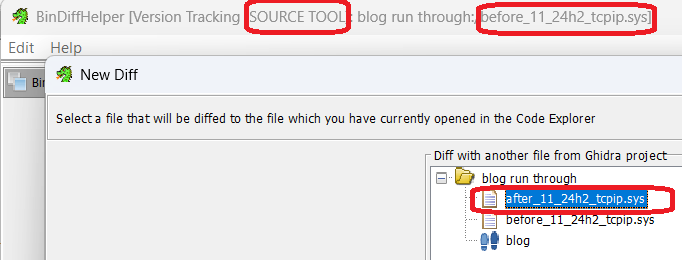 BinDiffHelper [Version Tracking (SOURCE TOOL): blog run through:/before_11_24h2_tcpip.sys]
Edit Help
Bin
New Diff
Select a file that will be diffed to the file which you have currently opened in the Code Explorer
Diff with another file from Ghidra project
blog run through
after_11_24h2_tcpip.sys
before_11_24h2_tcpip.sys
blog